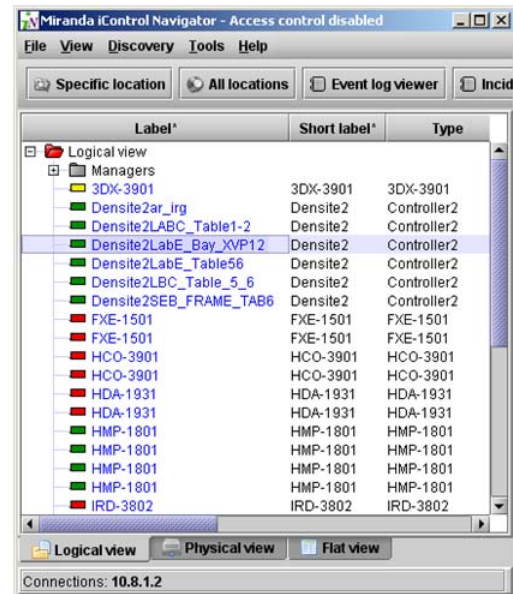 Miranda iControl Navigator - Access control disabled
File View Discovery Tools Help
Specific location All locations Event log viewer Incid
Label^ Short label^ Type
Logical view
Managers
3DX-3901 3DX-3901 3DX-3901
Densite2ar_irg Densite2 Controller2
Densite2LABC_Table1-2 Densite2 Controller2
Densite2LabE_Bay_XVP12 Densite2 Controller2
Densite2LabE_Table56 Densite2 Controller2
Densite2LBC_Table_5_6 Densite2 Controller2
Densite2SEB_FRAME_TAB6 Densite2 Controller2
FXE-1501 FXE-1501 FXE-1501
FXE-1501 FXE-1501 FXE-1501
HCO-3901 HCO-3901 HCO-3901
HCO-3901 HCO-3901 HCO-3901
HDA-1931 HDA-1931 HDA-1931
HDA-1931 HDA-1931 HDA-1931
HMP-1801 HMP-1801 HMP-1801
HMP-1801 HMP-1801 HMP-1801
HMP-1801 HMP-1801 HMP-1801
HMP-1801 HMP-1801 HMP-1801
IRD-3802 IRD-3802 IRD-3802
Logical view Physical view Flat view
Connections: 10.8.1.2